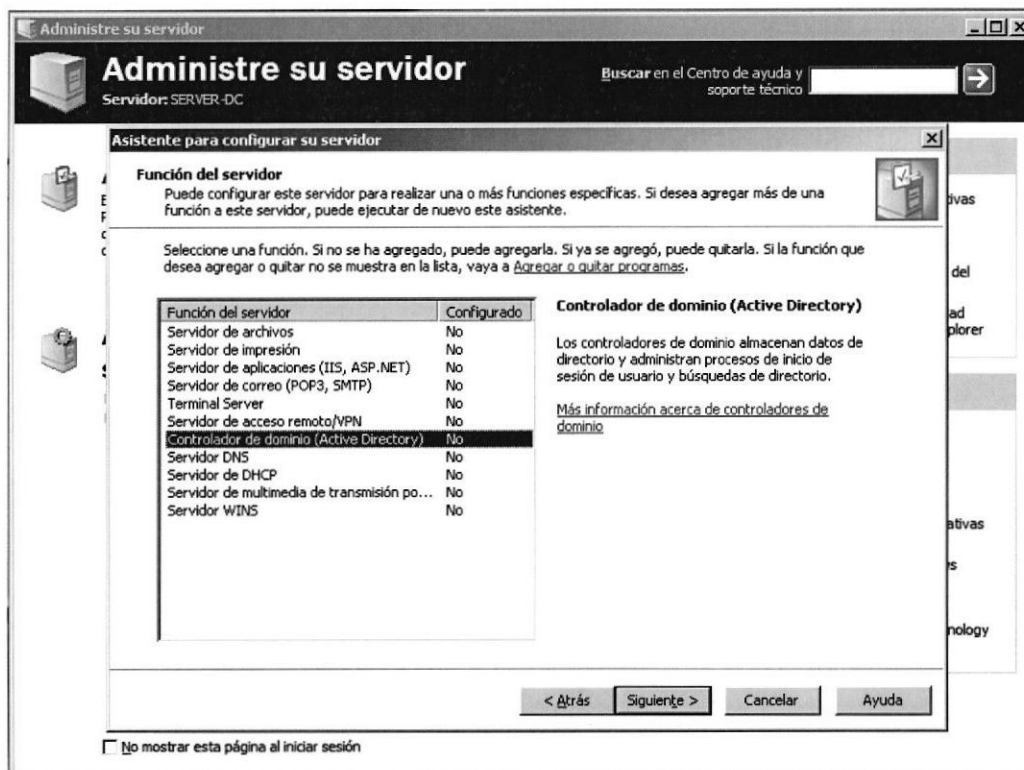 Administre su servidor
Administre su servidor
Servidor: SERVER-DC
Buscar en el Centro de ayuda y
soporte técnico
Asistente para configurar su servidor
Función del servidor
Puede configurar este servidor para realizar una o más funciones específicas. Si desea agregar más de una
función a este servidor, puede ejecutar de nuevo este asistente.
Seleccione una función. Si no se ha agregado, puede agregarla. Si ya se agregó, puede quitarla. Si la función que
desea agregar o quitar no se muestra en la lista, vaya a Agregar o quitar programas.
Función del servidor Configurado
Servidor de archivos No
Servidor de impresión No
Servidor de aplicaciones (IIS, ASP.NET) No
Servidor de correo (POP3, SMTP) No
Terminal Server No
Servidor de acceso remoto/VPN No
Controlador de dominio (Active Directory) No
Servidor DNS No
Servidor de DHCP No
Servidor de multimedia de transmisión po... No
Servidor WINS No
Controlador de dominio (Active Directory)
Los controladores de dominio almacenan datos de
directorio y administran procesos de inicio de
sesión de usuario y búsquedas de directorio.
Más información acerca de controladores de
dominio
ivas
del
ad
plorer
ativas
s
nology
< Atrás
Siguiente >
Cancelar
Ayuda
No mostrar esta página al iniciar sesión